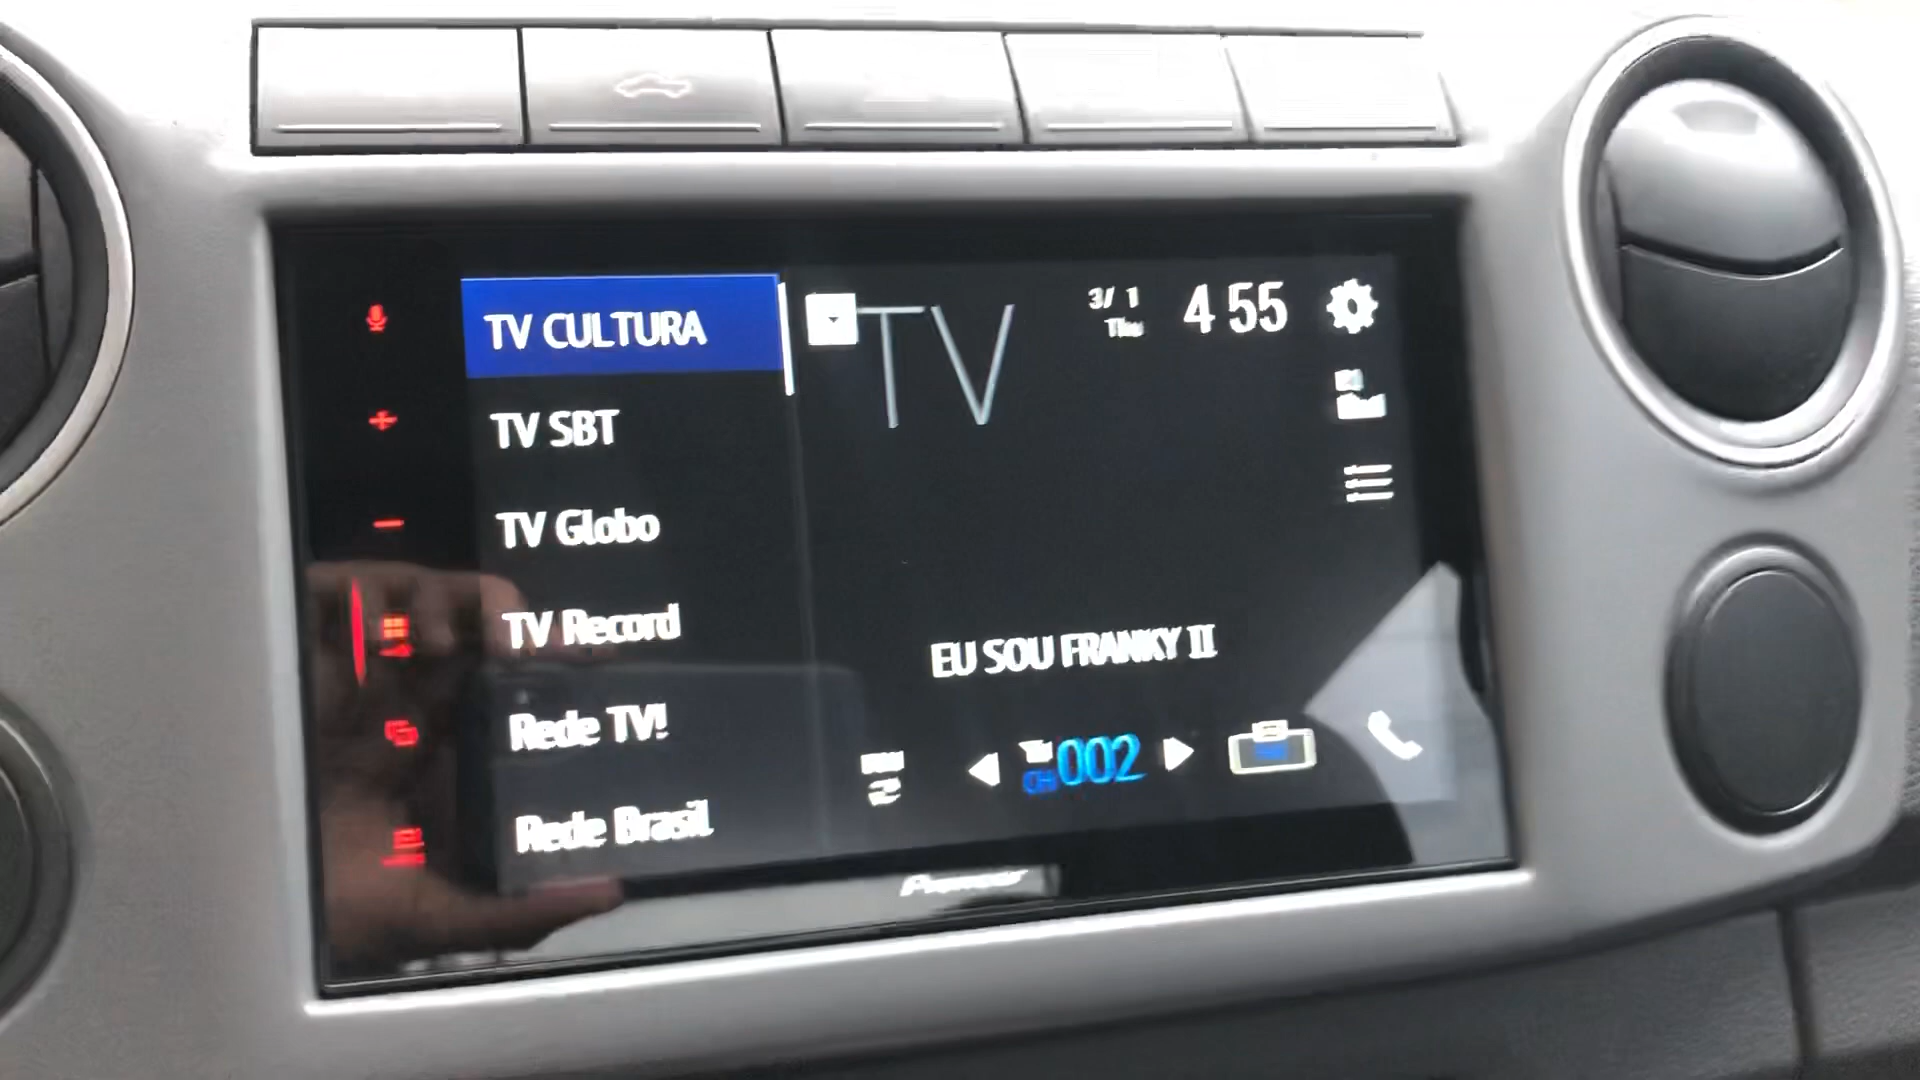 TV CULTURA
TV SBT
TV Globo
TV Record
Rede TV!
Rede Brasil
TV
3/ 1
Thu
4 55
EU SOU FRANKY II
CH 002
Pioneer